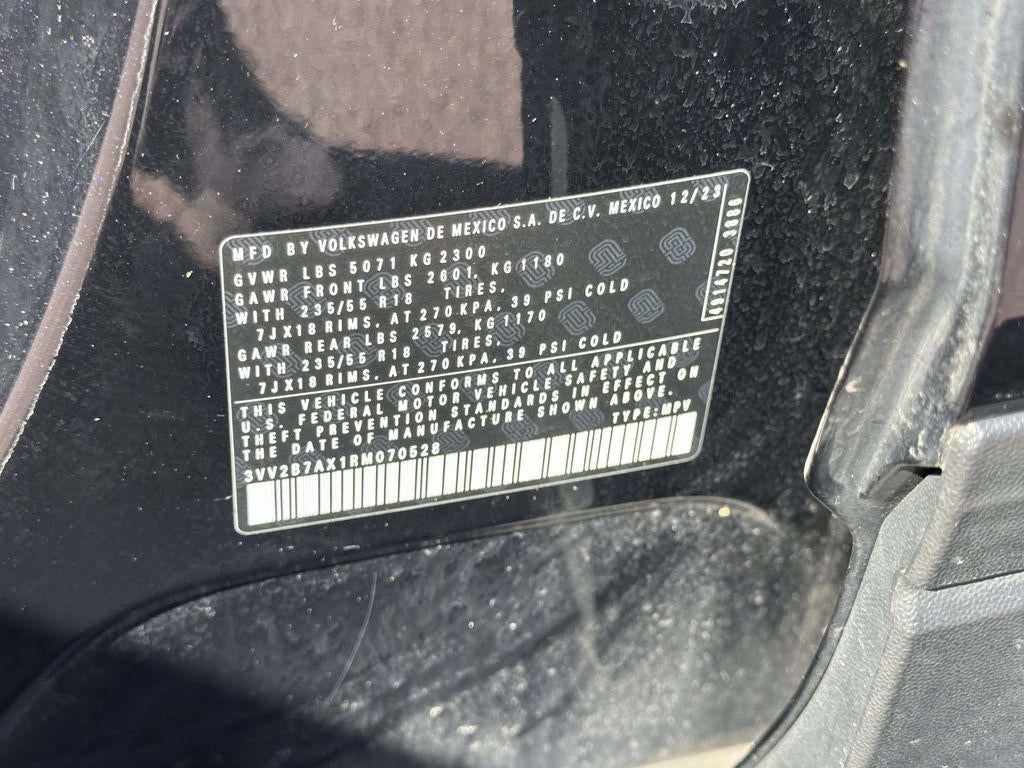 MFD BY VOLKSWAGEN DE MEXICO S.A. DE C.V. MEXICO 12/23
GVWR LBS 5071 KG 2300
GAWR FRONT LBS 2601, KG 1180
WITH 235/55 R18 TIRES,
7JX18 RIMS, AT 270 KPA, 39 PSI COLD
GAWR REAR LBS 2579, KG 1170
WITH 235/55 R18 TIRES,
7JX18 RIMS, AT 270 KPA, 39 PSI COLD
THIS VEHICLE CONFORMS TO ALL APPLICABLE
U.S. FEDERAL MOTOR VEHICLE SAFETY AND
THEFT PREVENTION STANDARDS IN EFFECT ON
THE DATE OF MANUFACTURE SHOWN ABOVE.
3VV2B7AX1RM070528 TYPE:MPV